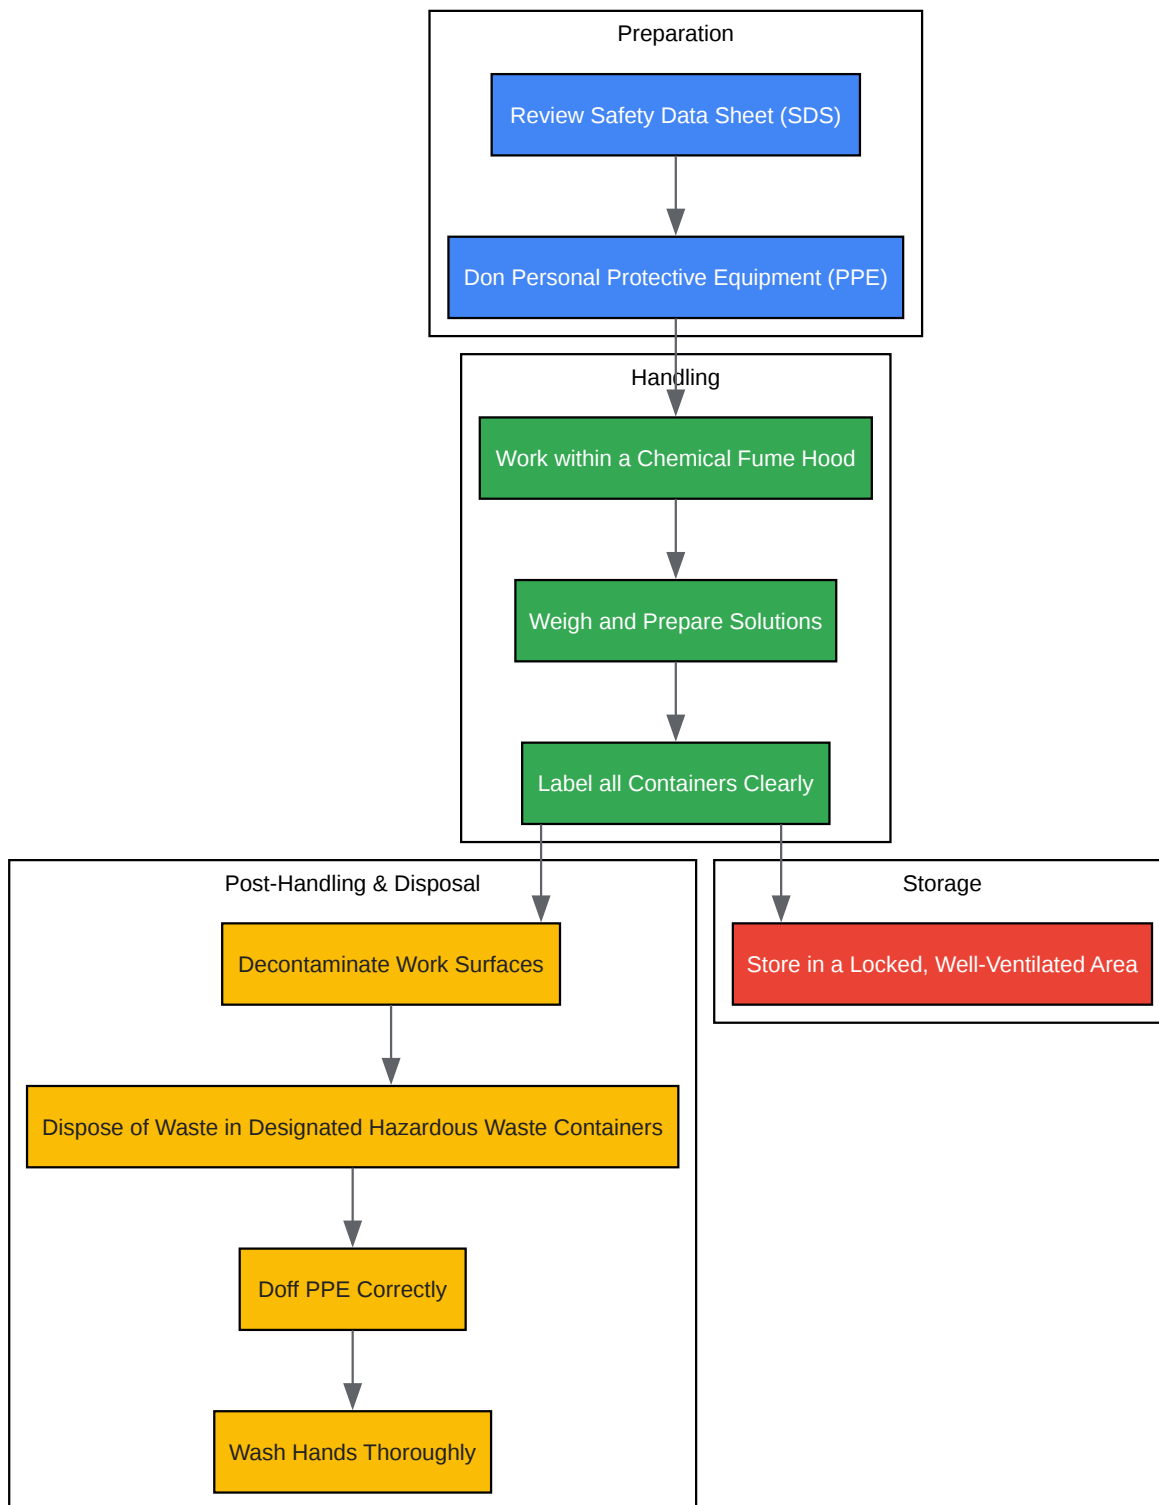 Preparation
Review Safety Data Sheet (SDS)
Don Personal Protective Equipment (PPE)
Handling
Work within a Chemical Fume Hood
Weigh and Prepare Solutions
Label all Containers Clearly
Post-Handling & Disposal
Decontaminate Work Surfaces
Dispose of Waste in Designated Hazardous Waste Containers
Doff PPE Correctly
Wash Hands Thoroughly
Storage
Store in a Locked, Well-Ventilated Area